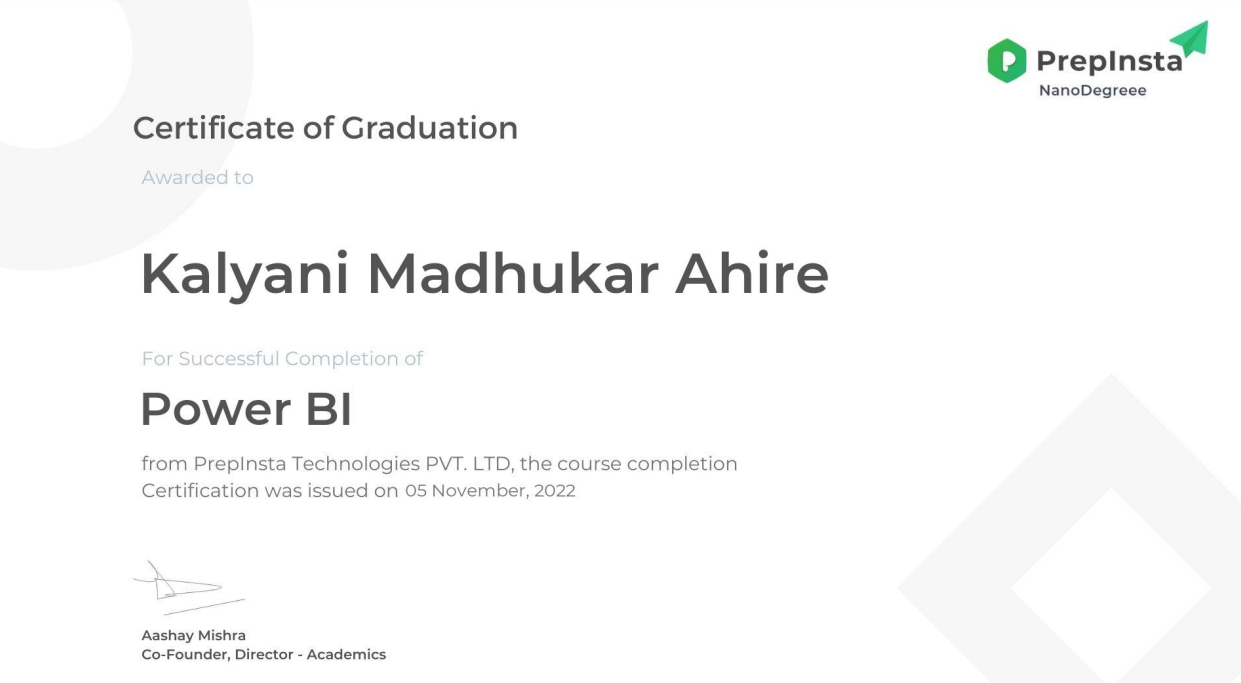 PrepInsta
NanoDegreee
Certificate of Graduation
Awarded to
Kalyani Madhukar Ahire
For Successful Completion of
Power BI
from PrepInsta Technologies PVT. LTD, the course completion
Certification was issued on 05 November, 2022
Aashay Mishra
Co-Founder, Director - Academics